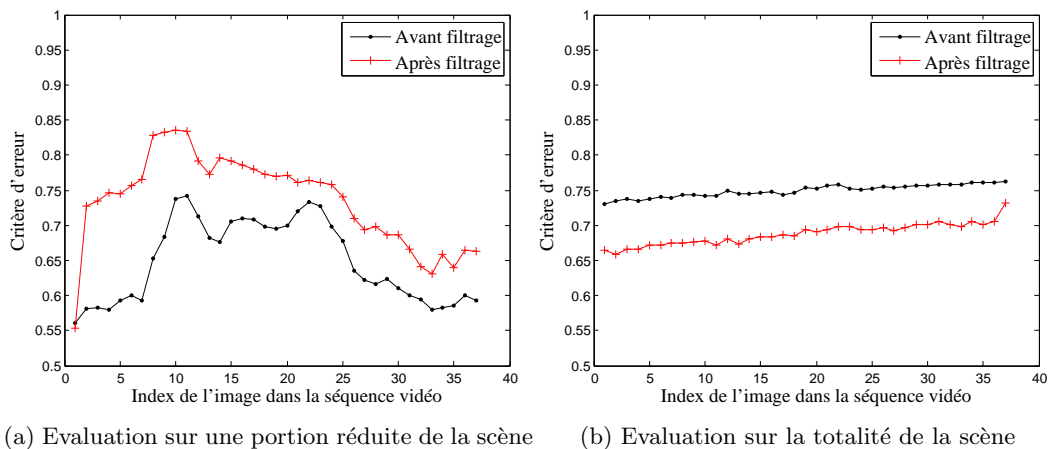 1
0.95
0.9
0.85
0.8
0.75
0.7
0.65
0.6
0.55
0.5
0 5 10 15 20 25 30 35 40
Critère d'erreur
Index de l'image dans la séquence vidéo
Avant filtrage
Après filtrage
(a) Evaluation sur une portion réduite de la scène
1
0.95
0.9
0.85
0.8
0.75
0.7
0.65
0.6
0.55
0.5
0 5 10 15 20 25 30 35 40
Critère d'erreur
Index de l'image dans la séquence vidéo
Avant filtrage
Après filtrage
(b) Evaluation sur la totalité de la scène